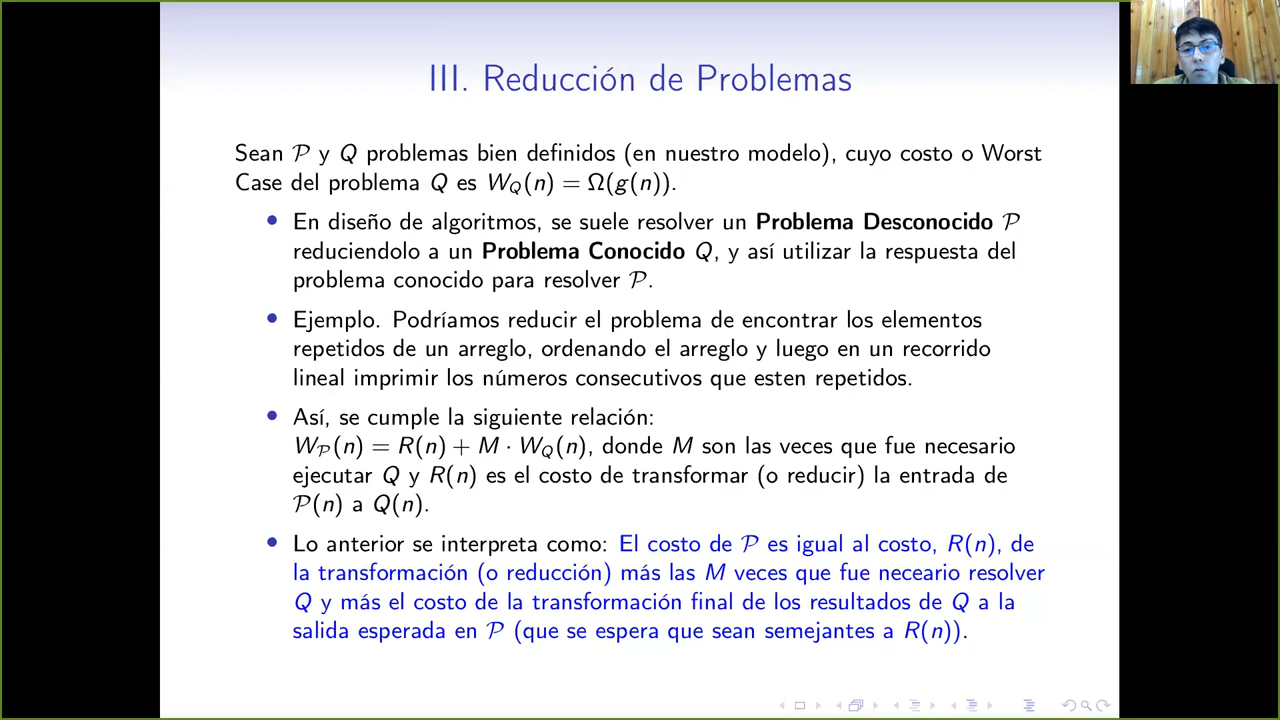 III. Reducción de Problemas
Sean P y Q problemas bien definidos (en nuestro modelo), cuyo costo o Worst
Case del problema Q es W_Q(n) = Ω(g(n)).
• En diseño de algoritmos, se suele resolver un Problema Desconocido P
reduciendolo a un Problema Conocido Q, y así utilizar la respuesta del
problema conocido para resolver P.
• Ejemplo. Podríamos reducir el problema de encontrar los elementos
repetidos de un arreglo, ordenando el arreglo y luego en un recorrido
lineal imprimir los números consecutivos que esten repetidos.
• Así, se cumple la siguiente relación:
W_P(n) = R(n) + M · W_Q(n), donde M son las veces que fue necesario
ejecutar Q y R(n) es el costo de transformar (o reducir) la entrada de
P(n) a Q(n).
• Lo anterior se interpreta como: El costo de P es igual al costo, R(n), de
la transformación (o reducción) más las M veces que fue neceario resolver
Q y más el costo de la transformación final de los resultados de Q a la
salida esperada en P (que se espera que sean semejantes a R(n)).